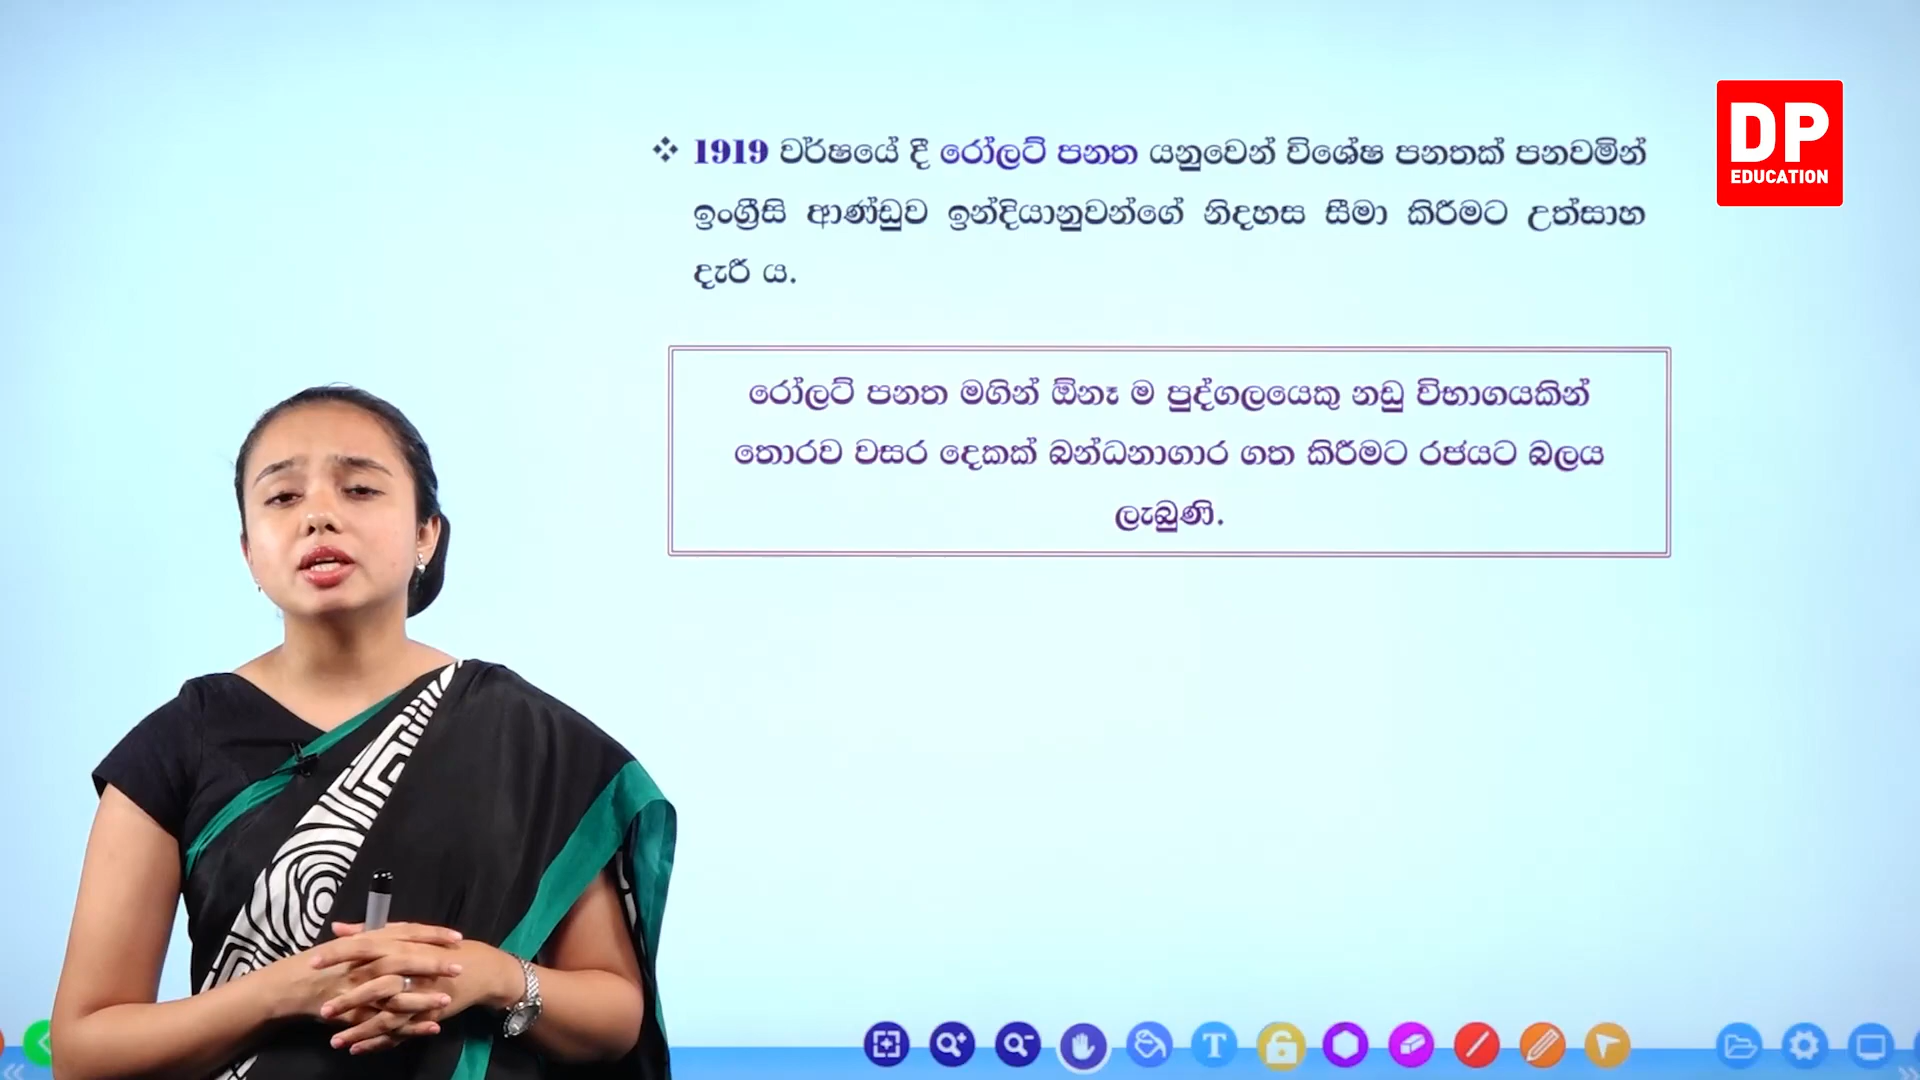 ❖ 1919 වර්ෂයේ දී රෝලට් පනත යනුවෙන් විශේෂ පනතක් පනවමින්
ඉංග්‍රීසි ආණ්ඩුව ඉන්දියානුවන්ගේ නිදහස සීමා කිරීමට උත්සාහ
දැරී ය.
රෝලට් පනත මගින් ඕනෑ ම පුද්ගලයෙකු නඩු විභාගයකින්
තොරව වසර දෙකක් බන්ධනාගාර ගත කිරීමට රජයට බලය
ලැබුණි.
DP
EDUCATION
T